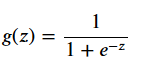 g(z) = 1 / (1 + e^{-z})